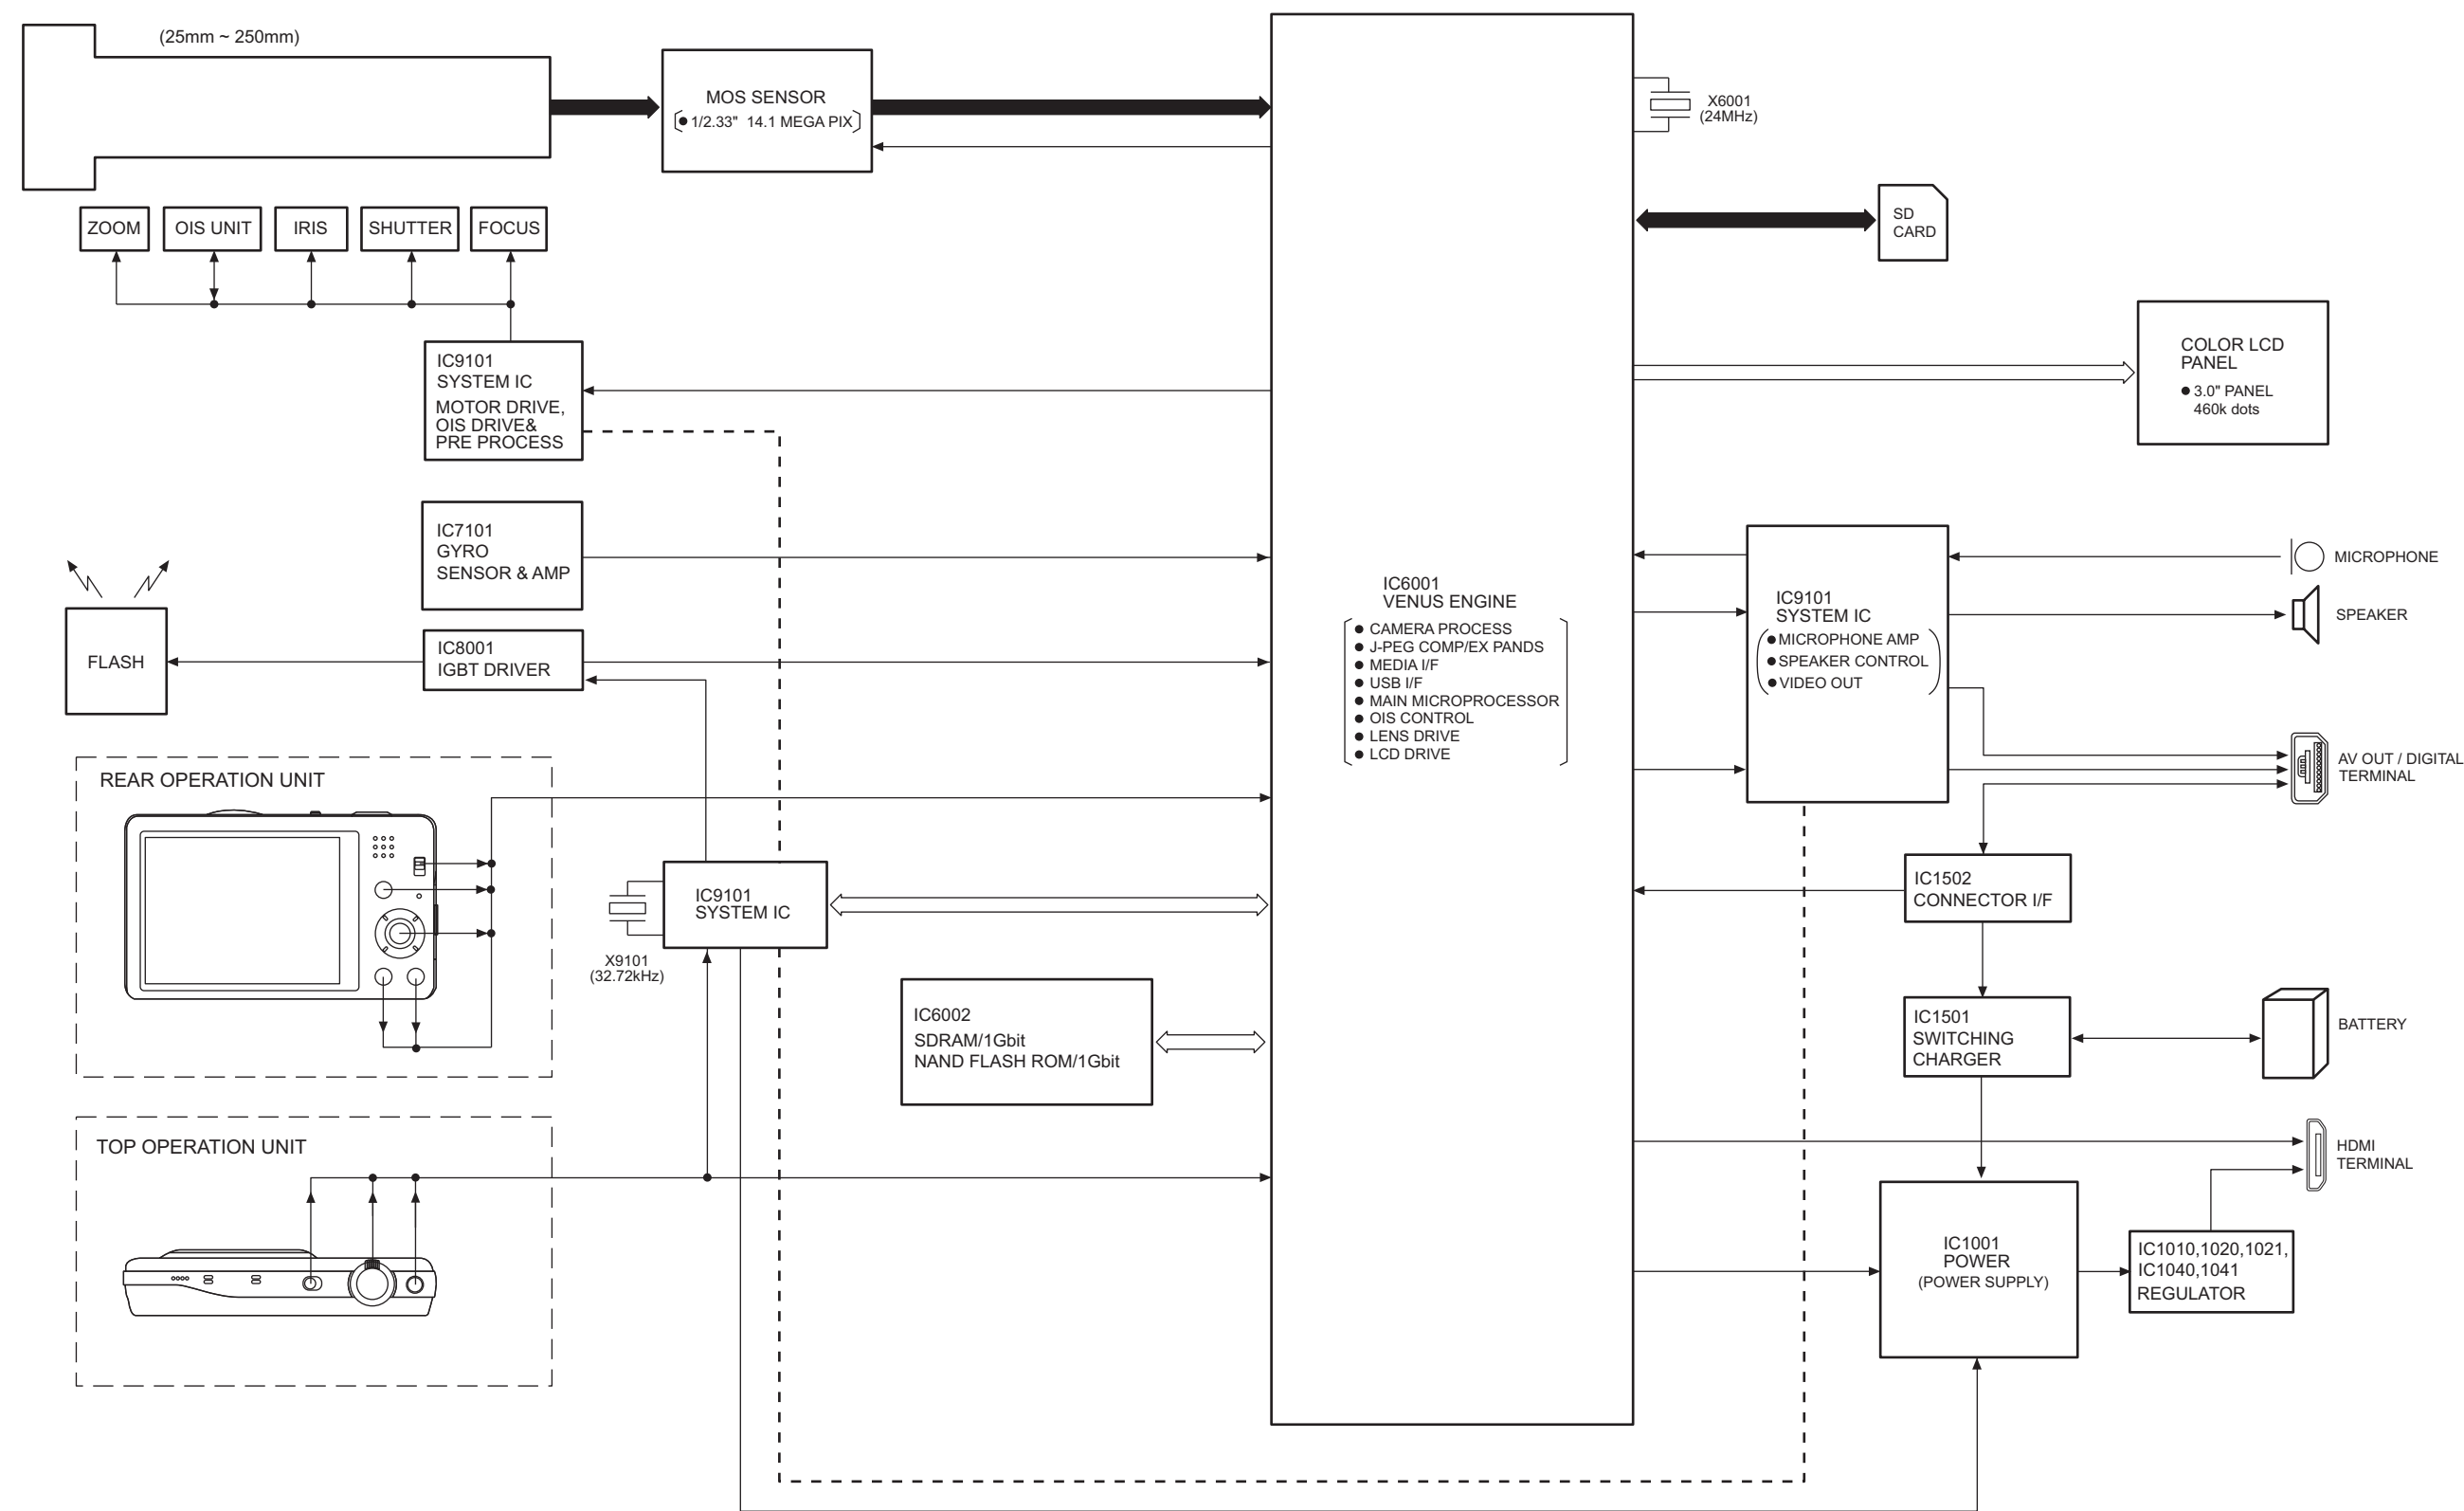 (25mm ~ 250mm)
MOS SENSOR
● 1/2.33" 14.1 MEGA PIX
X6001
(24MHz)
SD
CARD
ZOOM
OIS UNIT
IRIS
SHUTTER
FOCUS
IC9101
SYSTEM IC
MOTOR DRIVE,
OIS DRIVE&
PRE PROCESS
COLOR LCD
PANEL
● 3.0" PANEL
460k dots
IC7101
GYRO
SENSOR & AMP
FLASH
IC8001
IGBT DRIVER
IC6001
VENUS ENGINE
● CAMERA PROCESS
● J-PEG COMP/EX PANDS
● MEDIA I/F
● USB I/F
● MAIN MICROPROCESSOR
● OIS CONTROL
● LENS DRIVE
● LCD DRIVE
IC9101
SYSTEM IC
● MICROPHONE AMP
● SPEAKER CONTROL
● VIDEO OUT
MICROPHONE
SPEAKER
AV OUT / DIGITAL
TERMINAL
REAR OPERATION UNIT
IC9101
SYSTEM IC
X9101
(32.72kHz)
IC1502
CONNECTOR I/F
IC6002
SDRAM/1Gbit
NAND FLASH ROM/1Gbit
IC1501
SWITCHING
CHARGER
BATTERY
TOP OPERATION UNIT
HDMI
TERMINAL
IC1001
POWER
(POWER SUPPLY)
IC1010,1020,1021,
IC1040,1041
REGULATOR